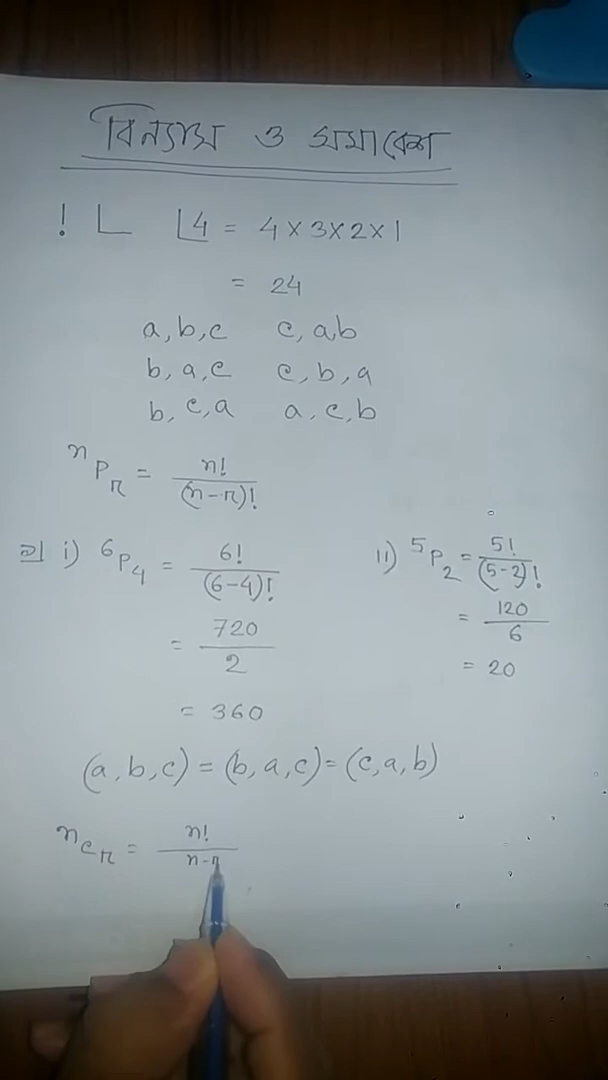 বিন্যাস ও সমাবেশ
! ∟ ∟4 = 4 × 3 × 2 × 1
= 24
a, b, c c, a b
b, a, c c, b, a
b, c, a a, c, b
ⁿPᵣ = n! / (n - r)!
i) ⁶P₄ = 6! / (6-4)! ii) ⁵P₂ = 5! / (5-2)!
= 720 / 2 = 120 / 6
= 360 = 20
(a, b, c) = (b, a, c) = (c, a, b)
ⁿCᵣ = n! / n - r